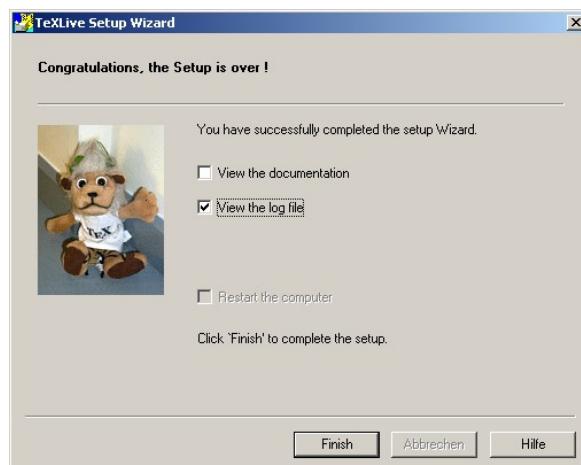 TeXLive Setup Wizard
Congratulations, the Setup is over !
You have successfully completed the setup Wizard.
View the documentation
View the log file
TEX
Restart the computer
Click `Finish' to complete the setup.
Finish
Abbrechen
Hilfe